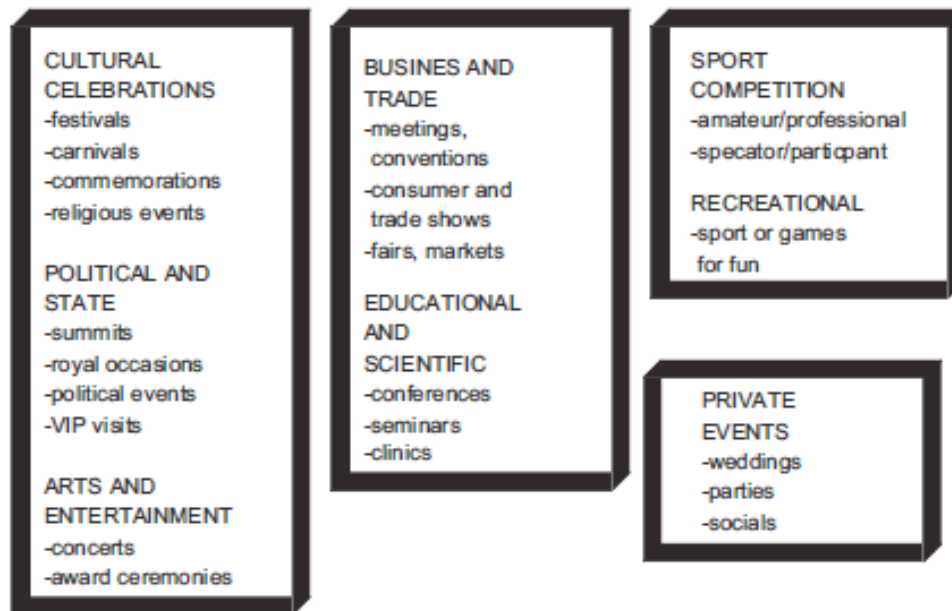 CULTURAL
CELEBRATIONS
-festivals
-carnivals
-commemorations
-religious events
POLITICAL AND
STATE
-summits
-royal occasions
-political events
-VIP visits
ARTS AND
ENTERTAINMENT
-concerts
-award ceremonies
BUSINES AND
TRADE
-meetings,
conventions
-consumer and
trade shows
-fairs, markets
EDUCATIONAL
AND
SCIENTIFIC
-conferences
-seminars
-clinics
SPORT
COMPETITION
-amateur/professional
-specator/particpant
RECREATIONAL
-sport or games
for fun
PRIVATE
EVENTS
-weddings
-parties
-socials